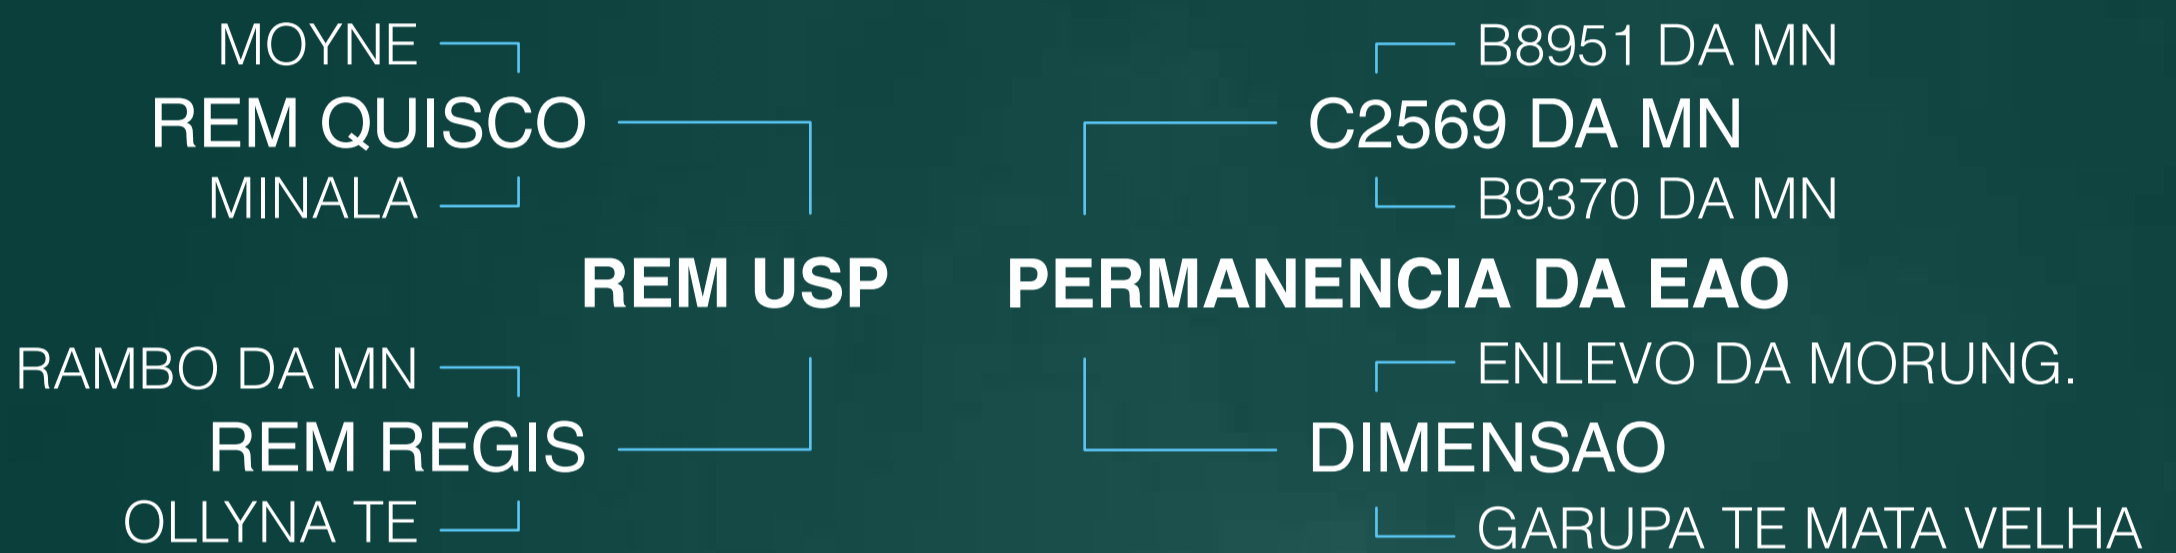 MOYNE
REM QUISCO
MINALA
REM USP
RAMBO DA MN
REM REGIS
OLLYNA TE
B8951 DA MN
C2569 DA MN
B9370 DA MN
PERMANENCIA DA EAO
ENLEVO DA MORUNG.
DIMENSAO
GARUPA TE MATA VELHA